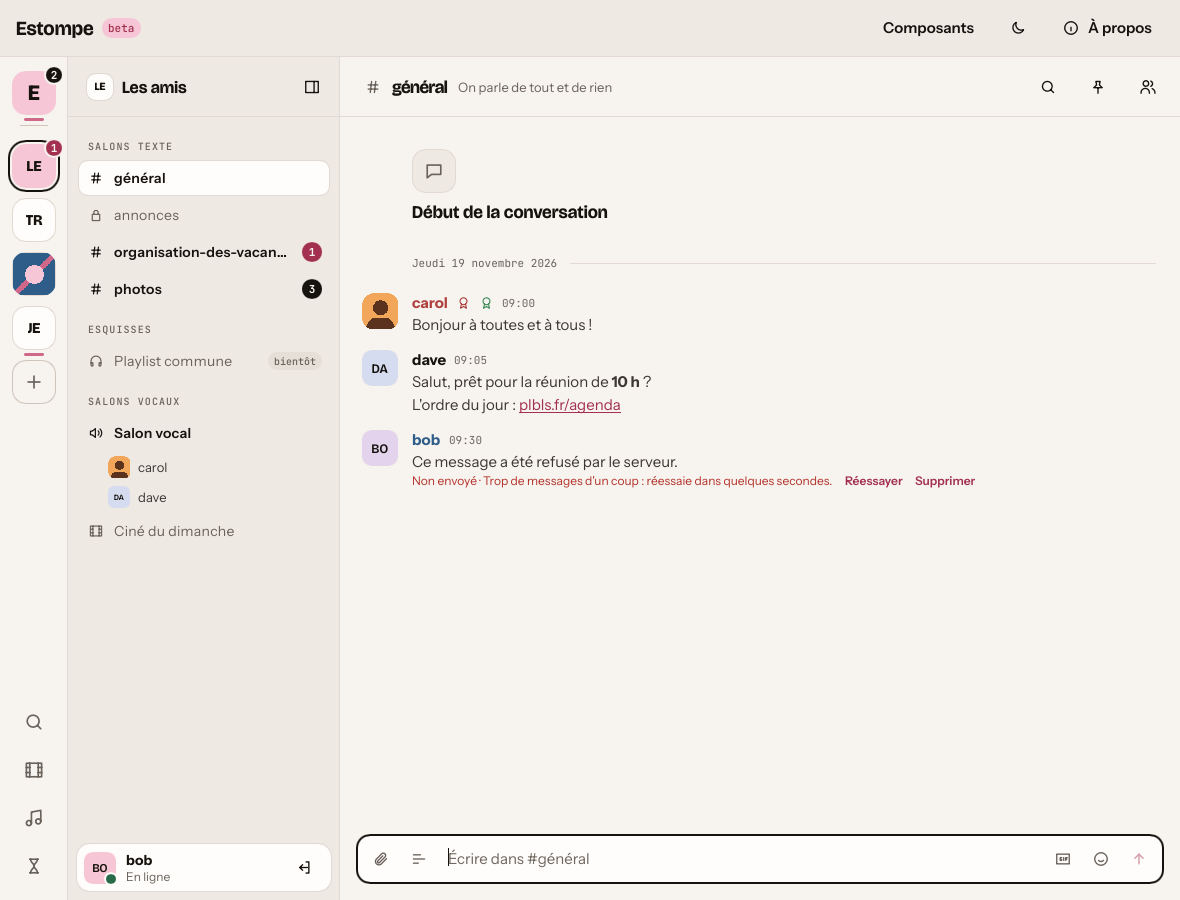 Estompe beta
Composants
À propos
E 2
LE 1
TR
JE
LE Les amis
SALONS TEXTE
# général
annonces
# organisation-des-vacan... 1
# photos 3
ESQUISSES
Playlist commune bientôt
SALONS VOCAUX
Salon vocal
carol
DA dave
Ciné du dimanche
BO bob
En ligne
# général On parle de tout et de rien
Début de la conversation
Jeudi 19 novembre 2026
carol 09:00
Bonjour à toutes et à tous !
DA dave 09:05
Salut, prêt pour la réunion de 10 h ?
L'ordre du jour : plbls.fr/agenda
BO bob 09:30
Ce message a été refusé par le serveur.
Non envoyé · Trop de messages d'un coup : réessaie dans quelques secondes. Réessayer Supprimer
Écrire dans #général
GIF